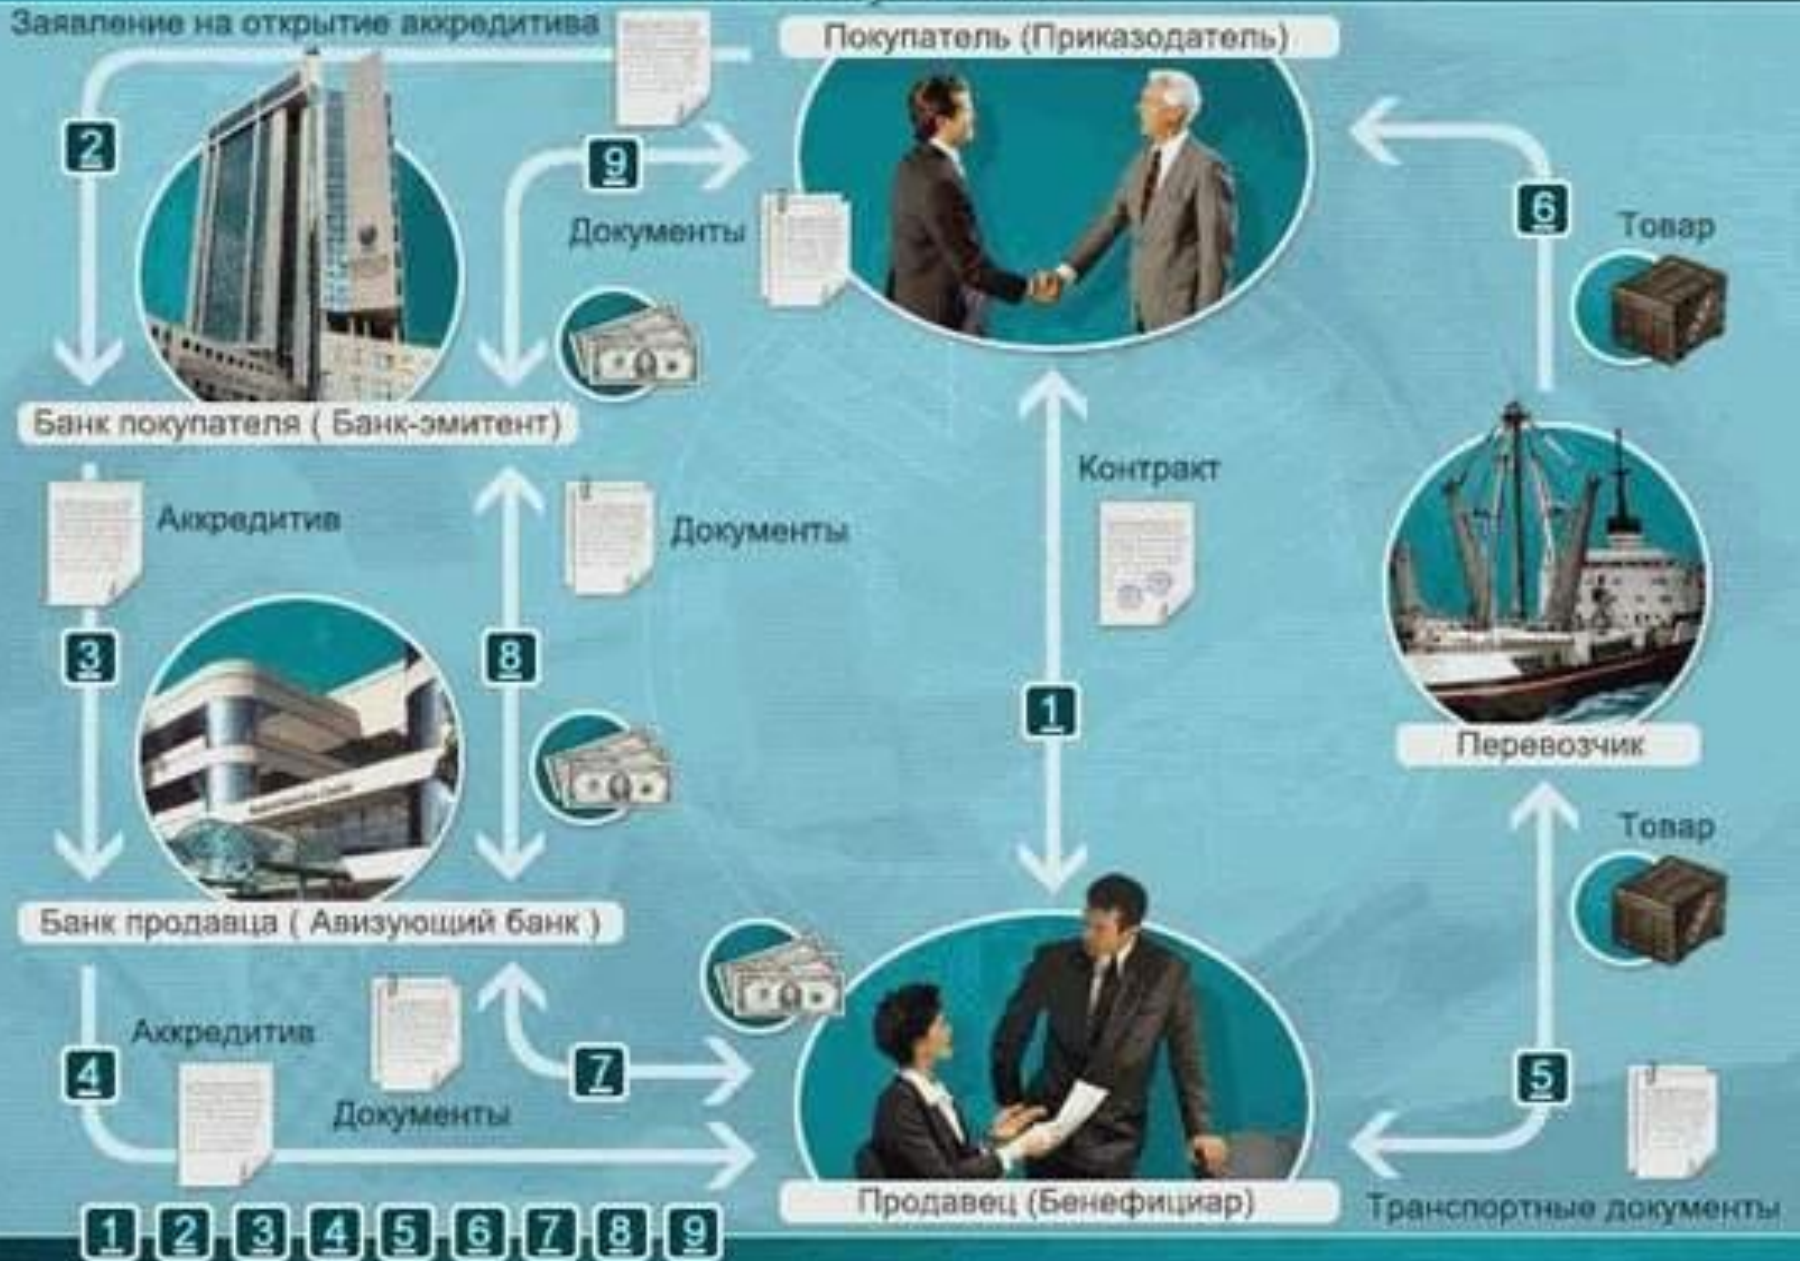 Заявление на открытие аккредитива
Покупатель (Приказодатель)
2
9
Документы
6
Товар
Банк покупателя ( Банк-эмитент)
Аккредитив
Документы
Контракт
3
8
1
Перевозчик
Товар
Банк продавца ( Авизующий банк )
Аккредитив
4
Документы
7
5
Продавец (Бенефициар)
Транспортные документы
1 2 3 4 5 6 7 8 9